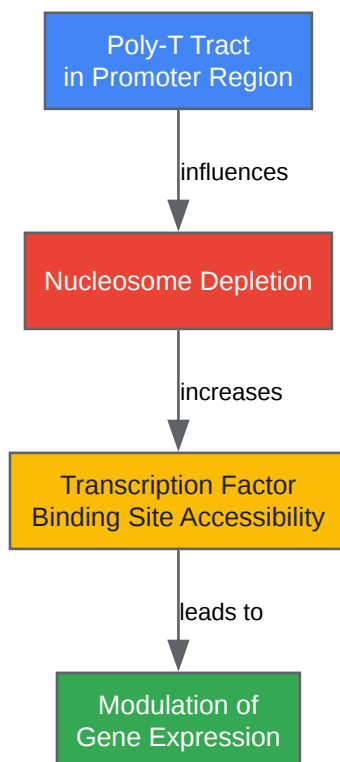 Poly-T Tract
in Promoter Region
influences
Nucleosome Depletion
increases
Transcription Factor
Binding Site Accessibility
leads to
Modulation of
Gene Expression